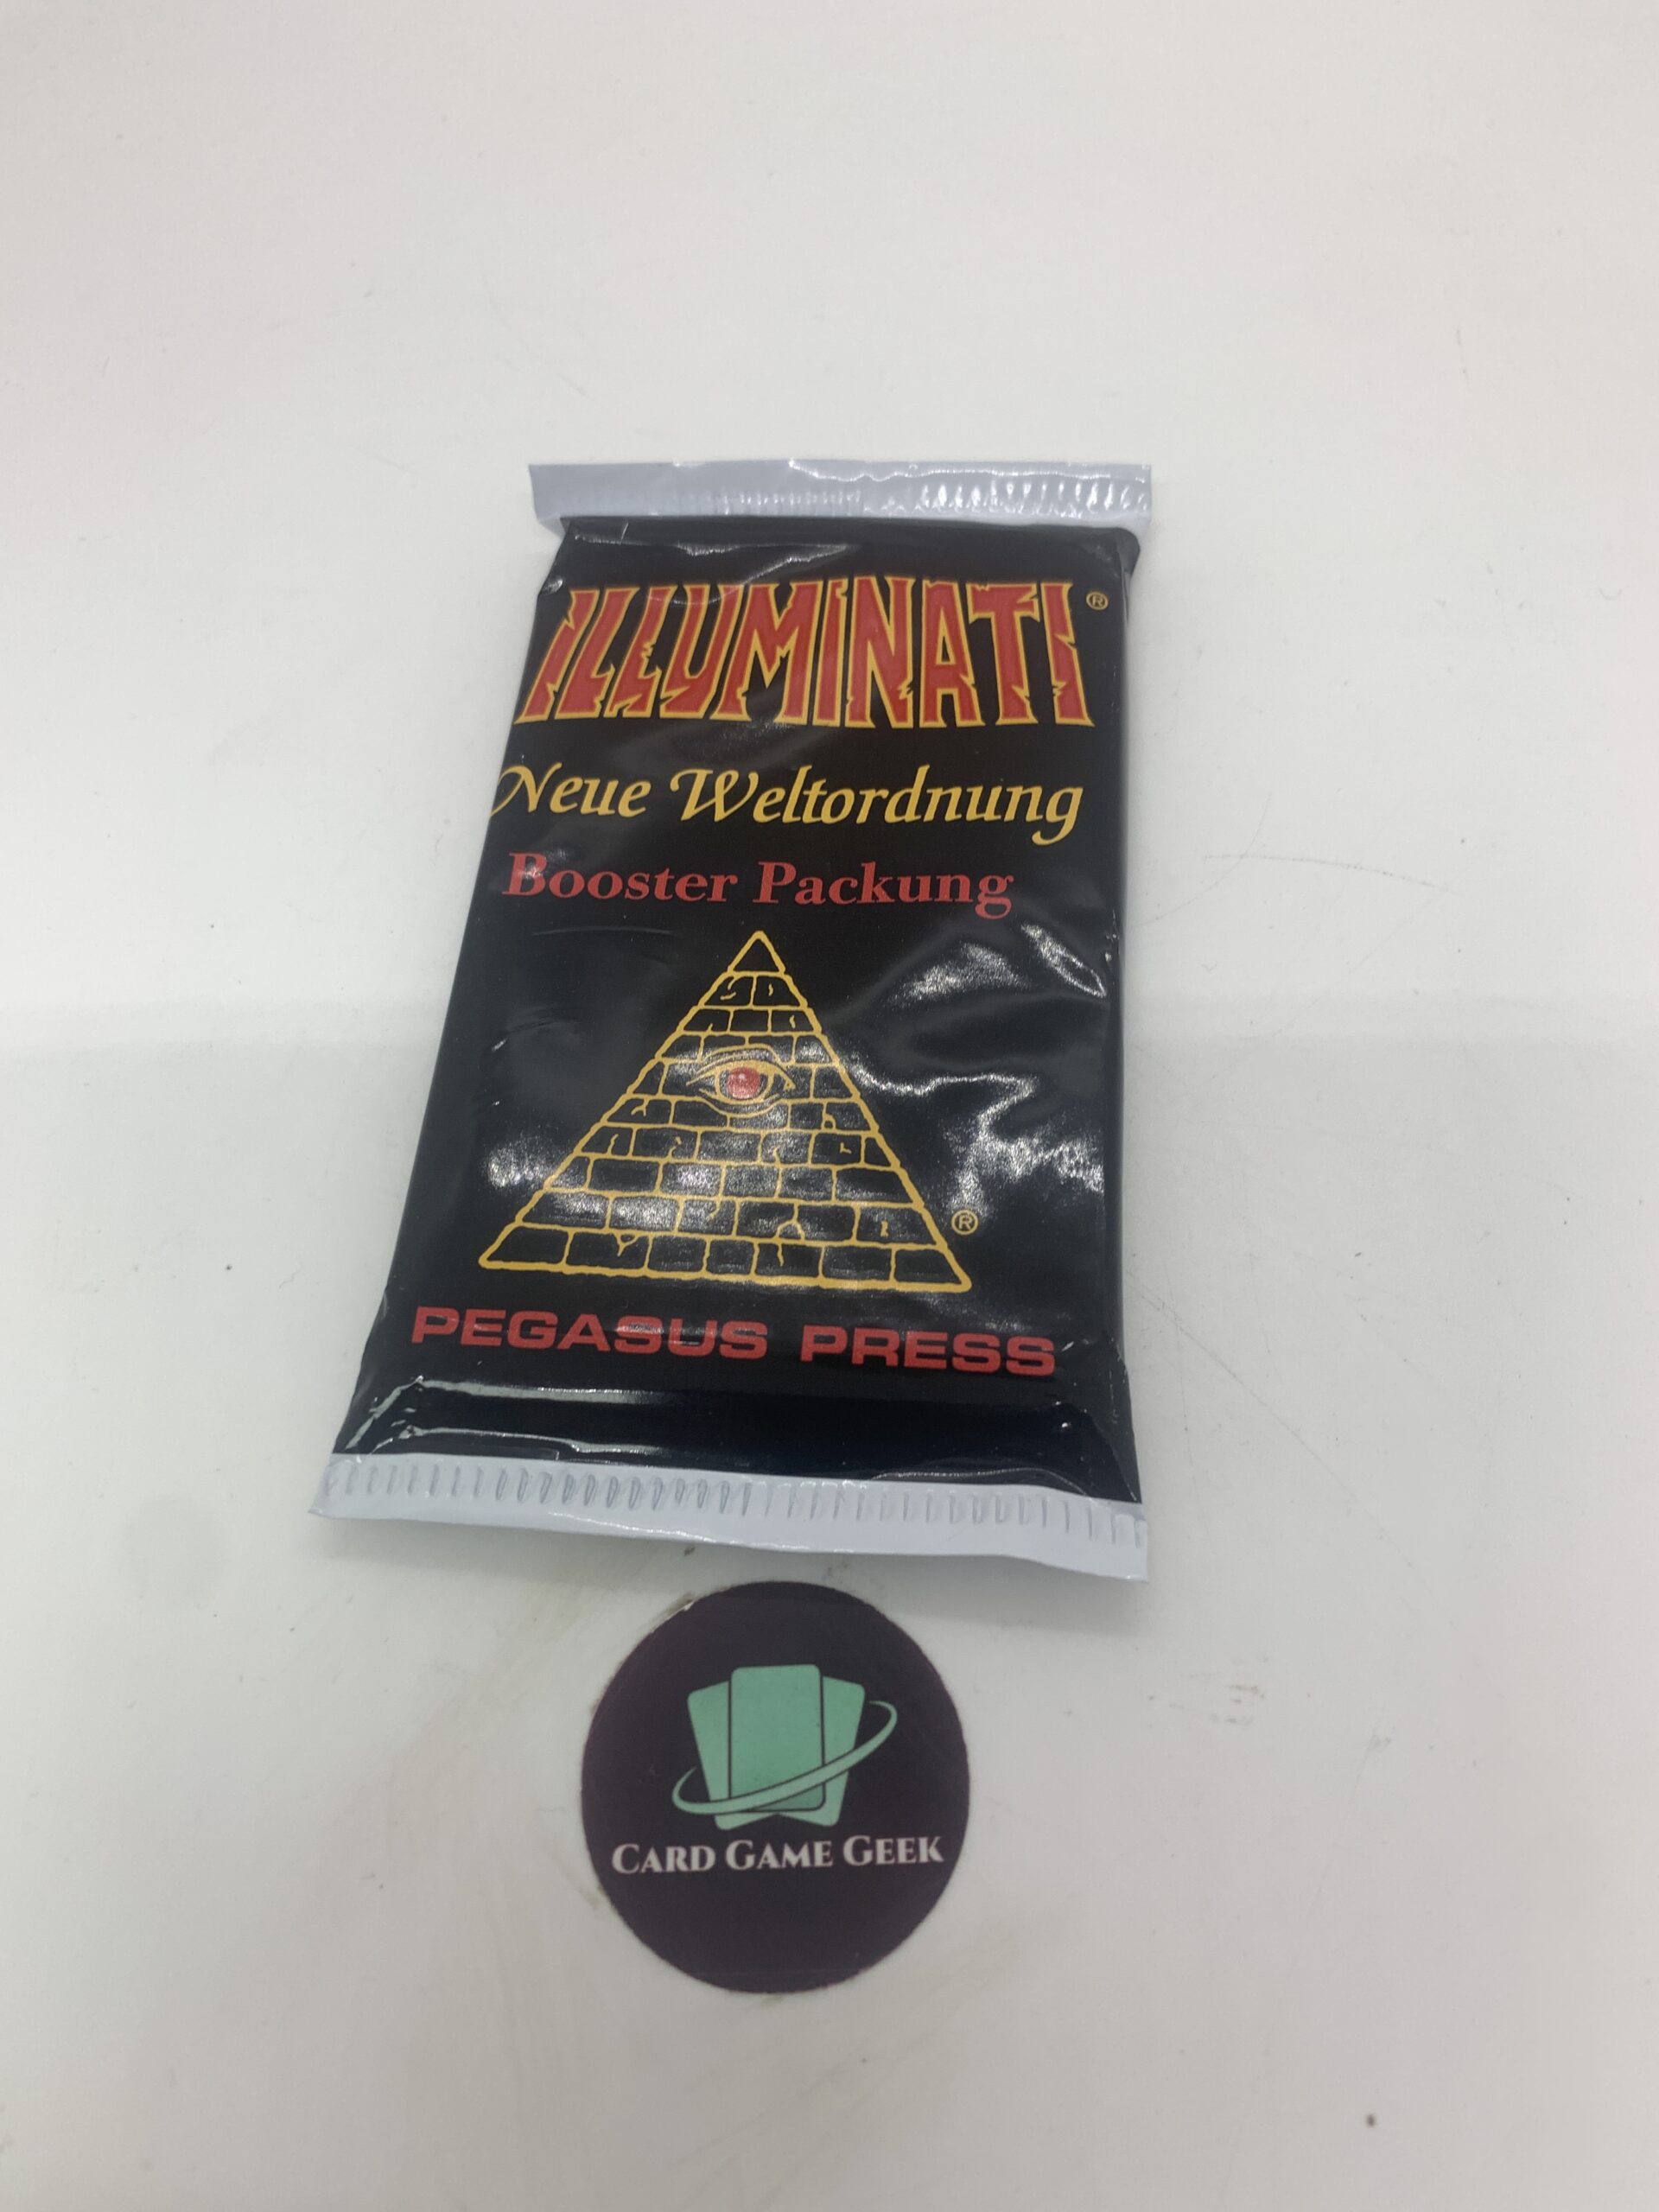 ILLUMINATI®
Neue Weltordnung
Booster Packung
®
PEGASUS PRESS
CARD GAME GEEK